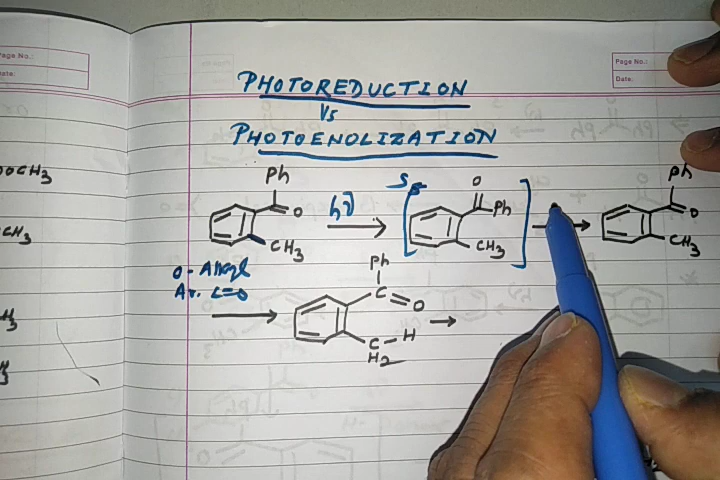 Page No.:
Date:
Page No.:
Date:
PHOTOREDUCTION
Vs
PHOTOENOLIZATION
OOCH3
CH3
Ph
O
CH3
hν
S
O
Ph
CH3
Ph
O
CH3
O-Alkyl
Ar. C=O
Ph
C
O
C-H
H2